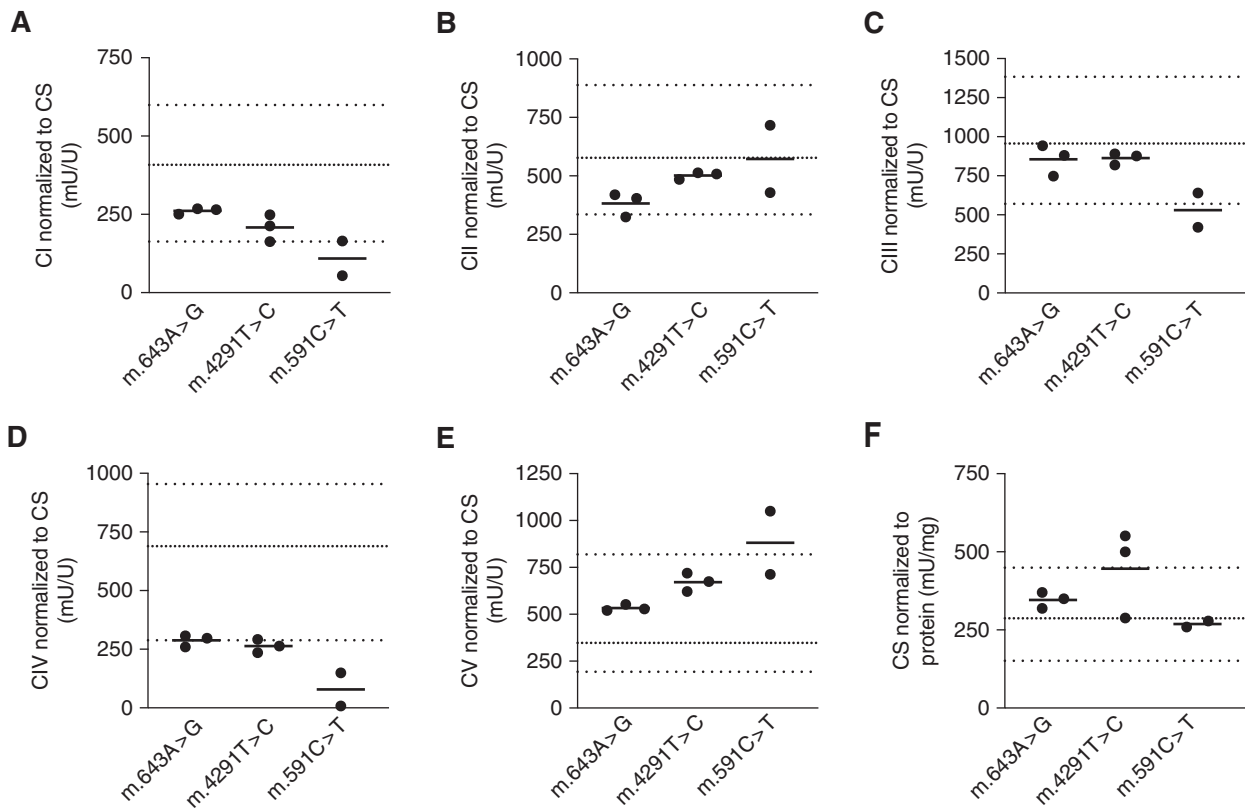 A
CI normalized to CS
(mU/U)
750
500
250
0
m.643A>G
m.4291T>C
m.591C>T
B
CII normalized to CS
(mU/U)
1000
750
500
250
0
m.643A>G
m.4291T>C
m.591C>T
C
CIII normalized to CS
(mU/U)
1500
1250
1000
750
500
250
0
m.643A>G
m.4291T>C
m.591C>T
D
CIV normalized to CS
(mU/U)
1000
750
500
250
0
m.643A>G
m.4291T>C
m.591C>T
E
CV normalized to CS
(mU/U)
1250
1000
750
500
250
0
m.643A>G
m.4291T>C
m.591C>T
F
CS normalized to
protein (mU/mg)
750
500
250
0
m.643A>G
m.4291T>C
m.591C>T